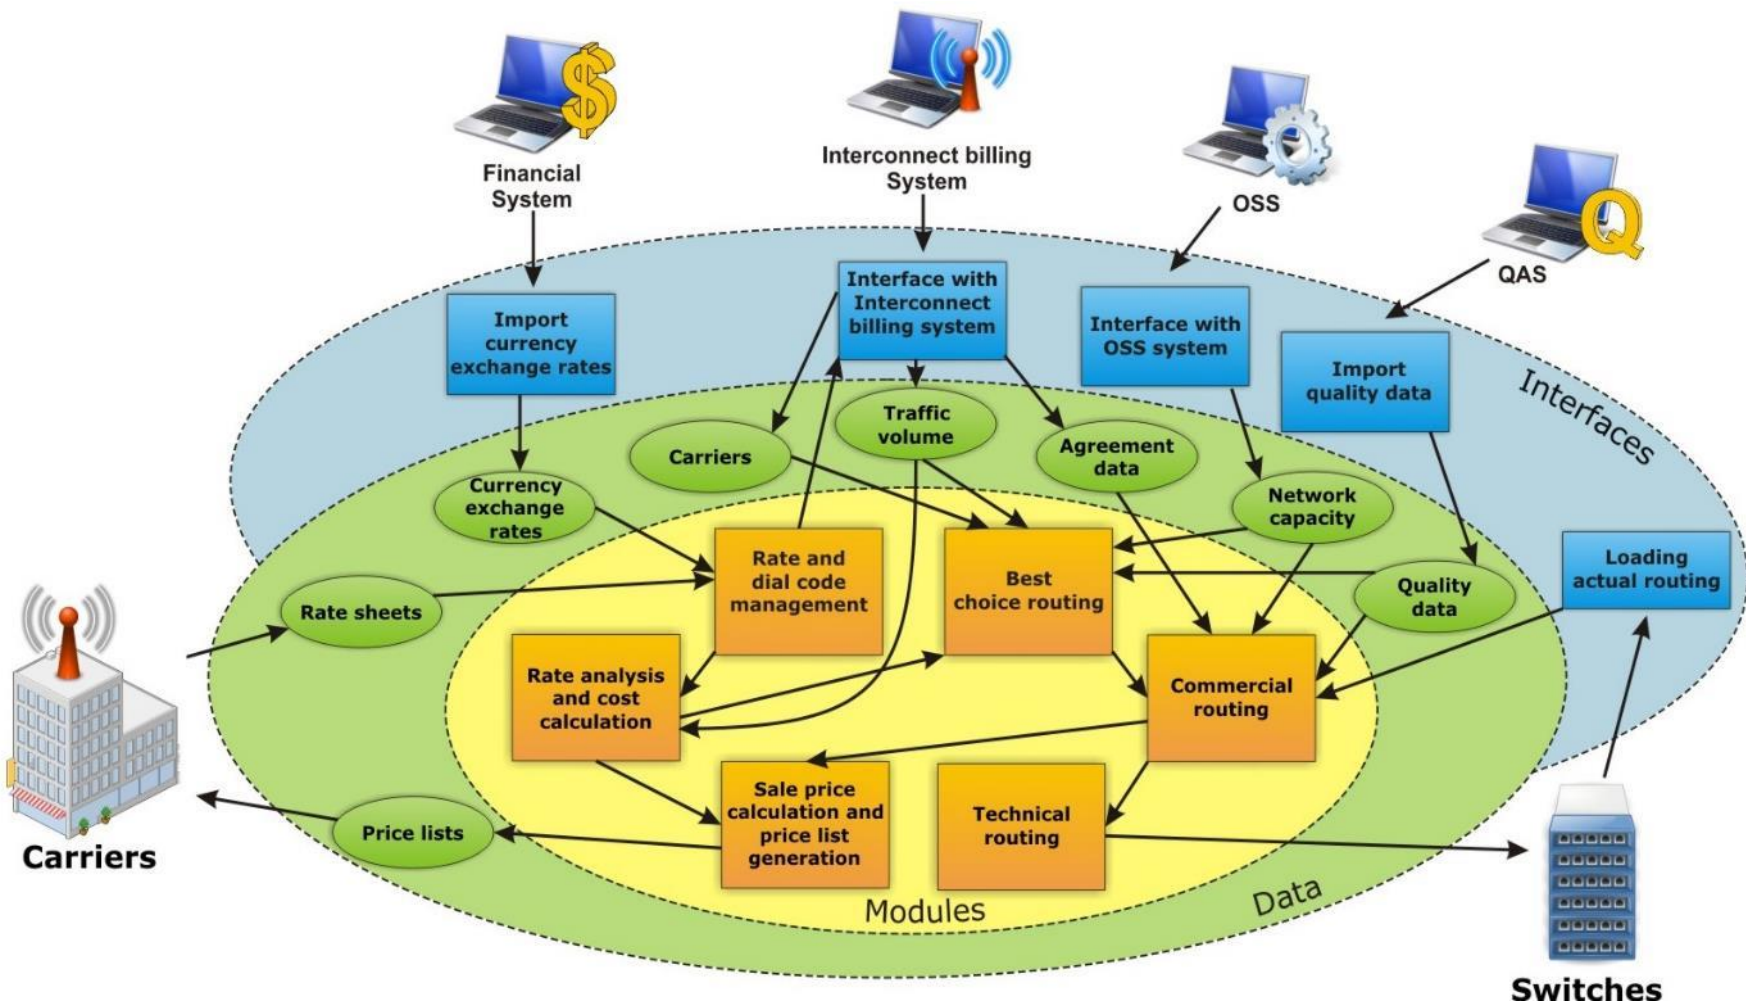 Financial
System
Interconnect billing
System
OSS
QAS
Q
$
Import
currency
exchange rates
Interface with
Interconnect
billing system
Interface with
OSS system
Import
quality data
Interfaces
Carriers
Traffic
volume
Agreement
data
Currency
exchange
rates
Network
capacity
Rate sheets
Rate and
dial code
management
Best
choice routing
Quality
data
Loading
actual routing
Rate analysis
and cost
calculation
Commercial
routing
Price lists
Sale price
calculation and
price list
generation
Technical
routing
Modules
Data
Carriers
Switches